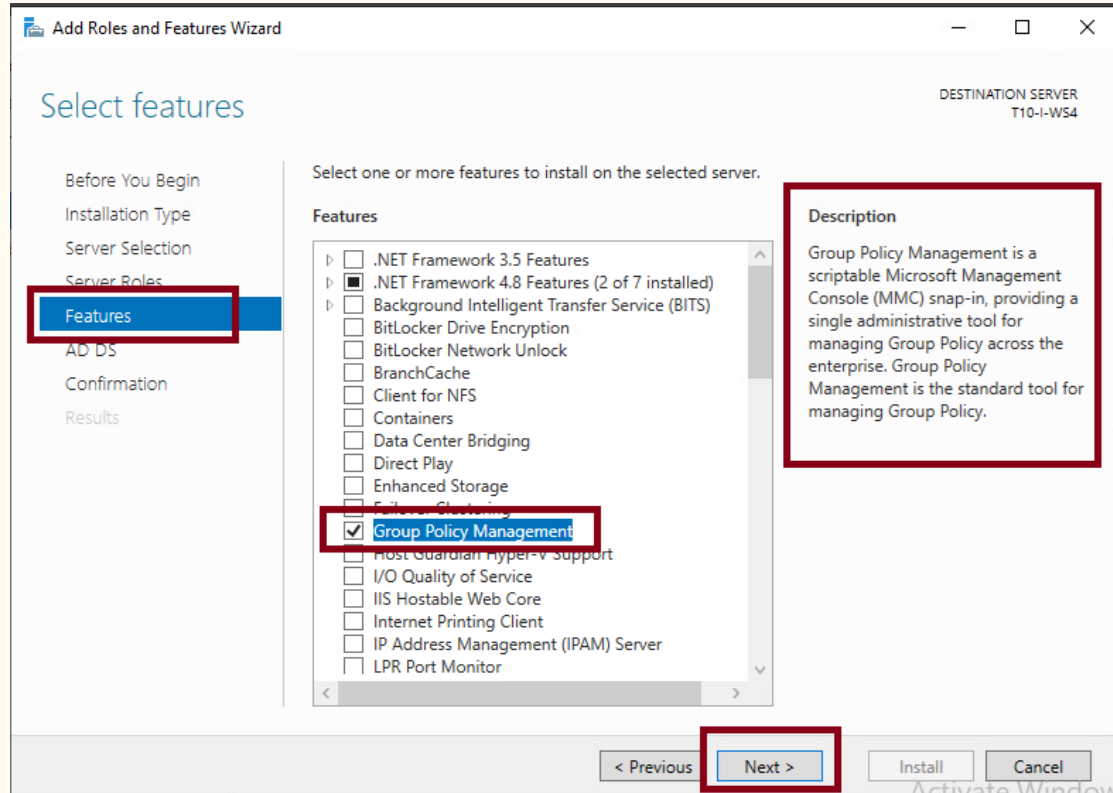 Add Roles and Features Wizard
Select features
DESTINATION SERVER
T10-I-WS4
Before You Begin
Installation Type
Server Selection
Server Roles
Features
AD DS
Confirmation
Results
Select one or more features to install on the selected server.
Features
.NET Framework 3.5 Features
.NET Framework 4.8 Features (2 of 7 installed)
Background Intelligent Transfer Service (BITS)
BitLocker Drive Encryption
BitLocker Network Unlock
BranchCache
Client for NFS
Containers
Data Center Bridging
Direct Play
Enhanced Storage
Failover Clustering
Group Policy Management
Host Guardian Hyper-V Support
I/O Quality of Service
IIS Hostable Web Core
Internet Printing Client
IP Address Management (IPAM) Server
LPR Port Monitor
Description
Group Policy Management is a
scriptable Microsoft Management
Console (MMC) snap-in, providing a
single administrative tool for
managing Group Policy across the
enterprise. Group Policy
Management is the standard tool for
managing Group Policy.
< Previous
Next >
Install
Cancel
Activate Window